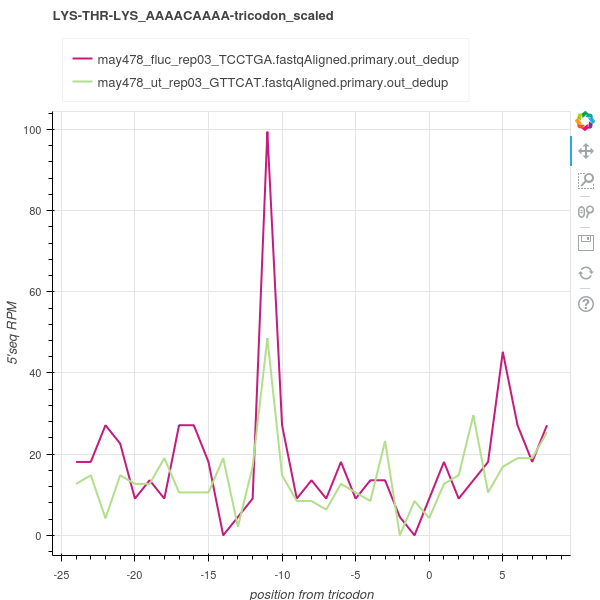 LYS-THR-LYS_AAAACAAAA-tricodon_scaled
may478_fluc_rep03_TCCTGA.fastqAligned.primary.out_dedup
may478_ut_rep03_GTTCAT.fastqAligned.primary.out_dedup
100
80
60
40
20
0
5'seq RPM
-25 -20 -15 -10 -5 0 5
position from tricodon